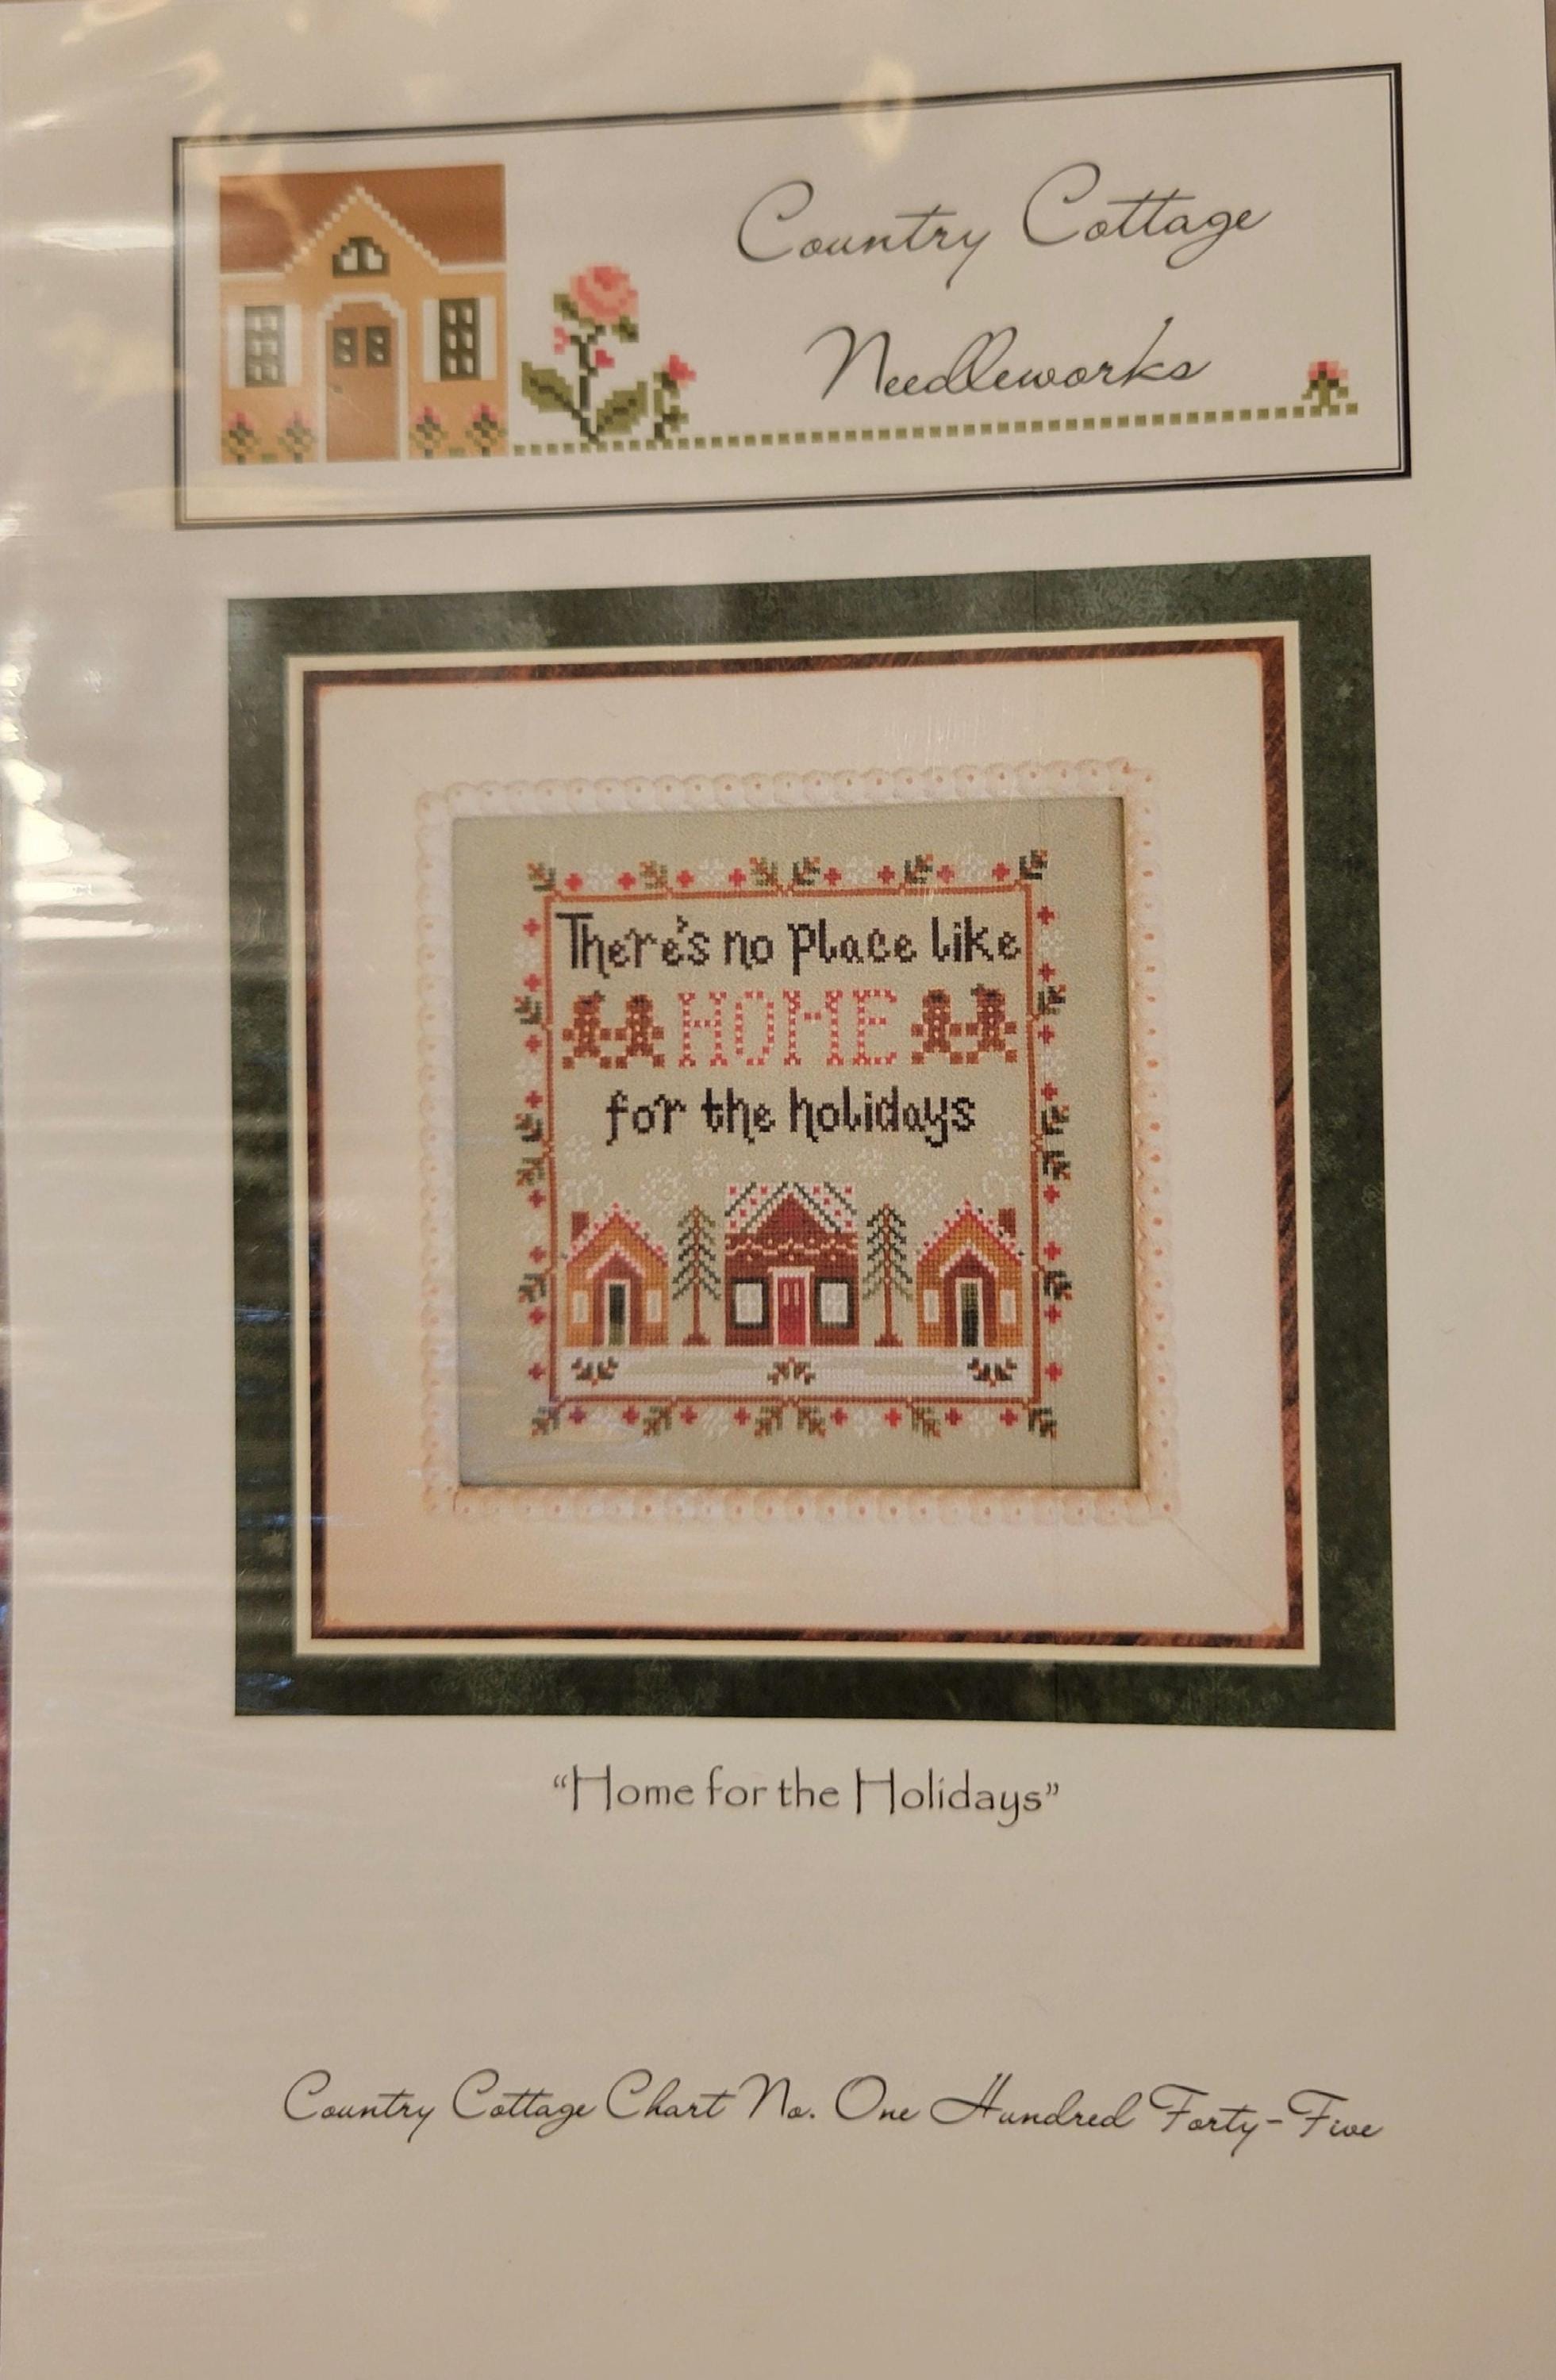 Country Cottage
Needleworks
There's no place like
HOME
for the holidays
"Home for the Holidays"
Country Cottage Chart No. One Hundred Forty-Five